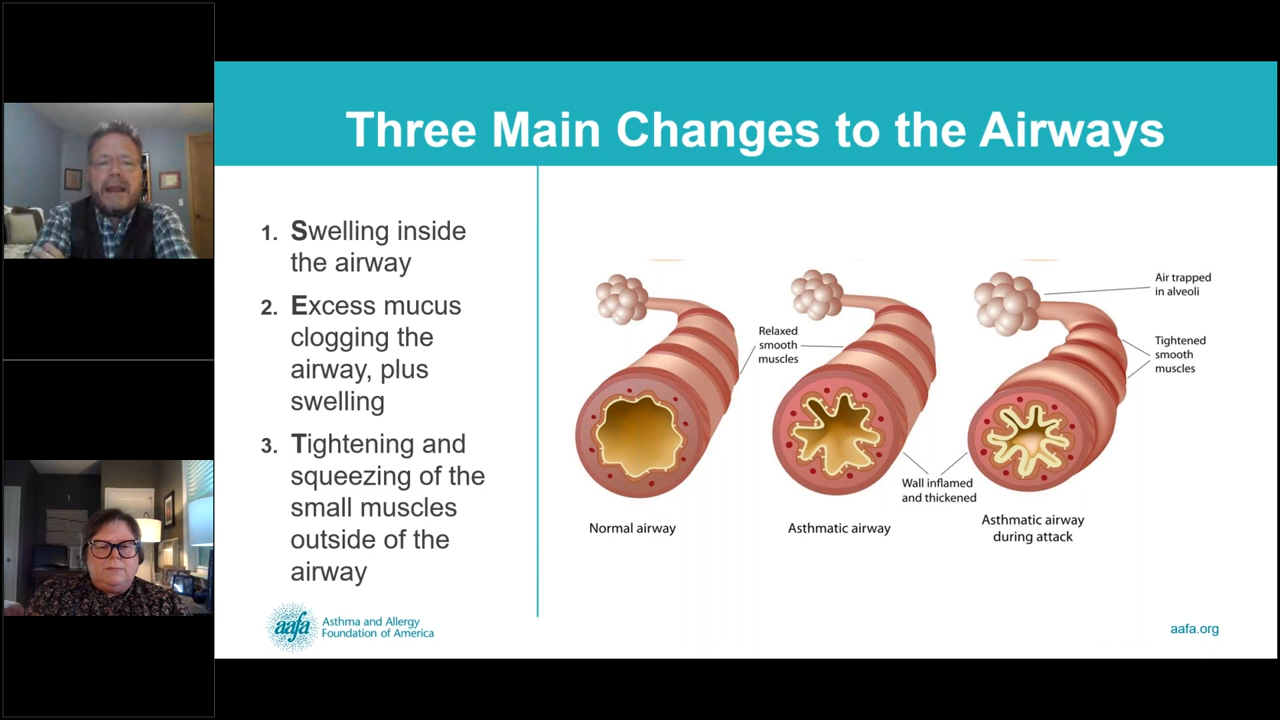 Three Main Changes to the Airways
1. Swelling inside
the airway
2. Excess mucus
clogging the
airway, plus
swelling
3. Tightening and
squeezing of the
small muscles
outside of the
airway
Relaxed
smooth
muscles
Air trapped
in alveoli
Tightened
smooth
muscles
Wall inflamed
and thickened
Normal airway
Asthmatic airway
Asthmatic airway
during attack
aafa
Asthma and Allergy
Foundation of America
aafa.org